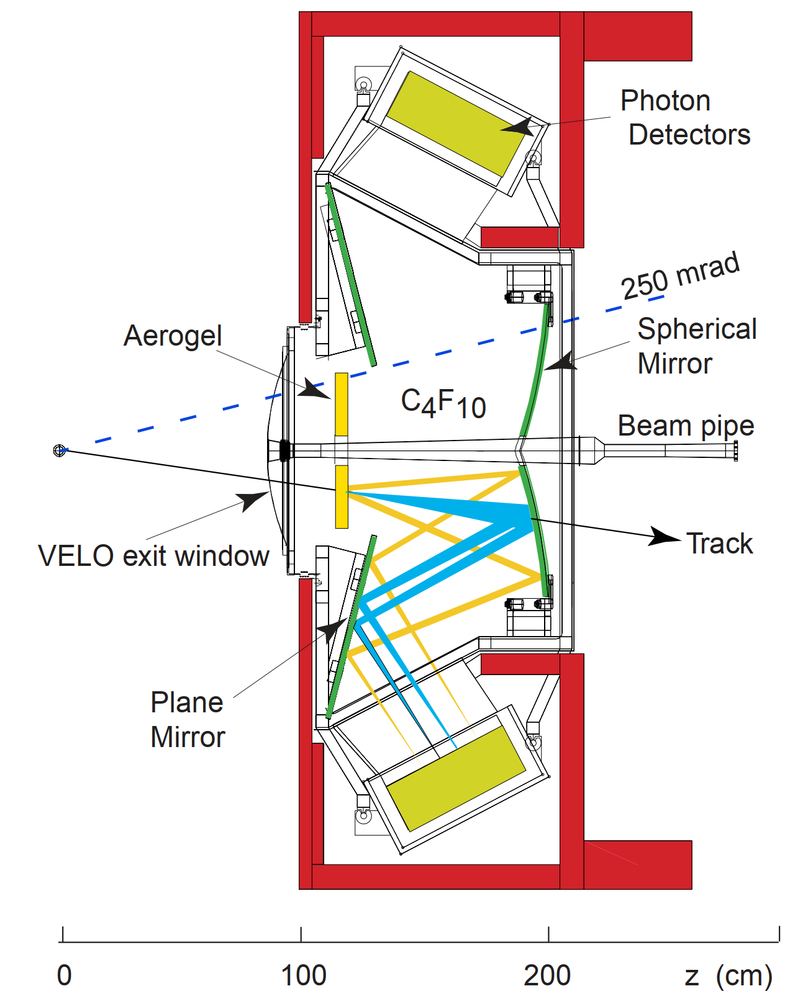 Photon
Detectors
250 mrad
Aerogel
Spherical
Mirror
C4F10
Beam pipe
VELO exit window
Track
Plane
Mirror
0 100 200 z (cm)